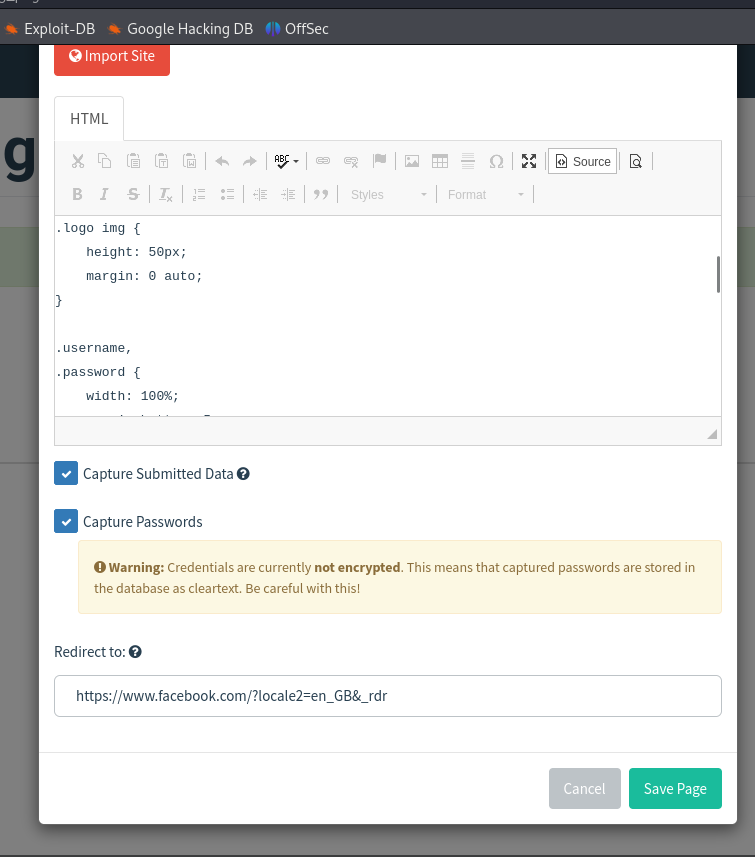 Exploit-DB Google Hacking DB OffSec
Import Site
g
HTML
ABC Source
B I S Ix Styles Format
.logo img {
height: 50px;
margin: 0 auto;
}
.username,
.password {
width: 100%;
Capture Submitted Data
Capture Passwords
Warning: Credentials are currently not encrypted. This means that captured passwords are stored in
the database as cleartext. Be careful with this!
Redirect to:
https://www.facebook.com/?locale2=en_GB&_rdr
Cancel Save Page